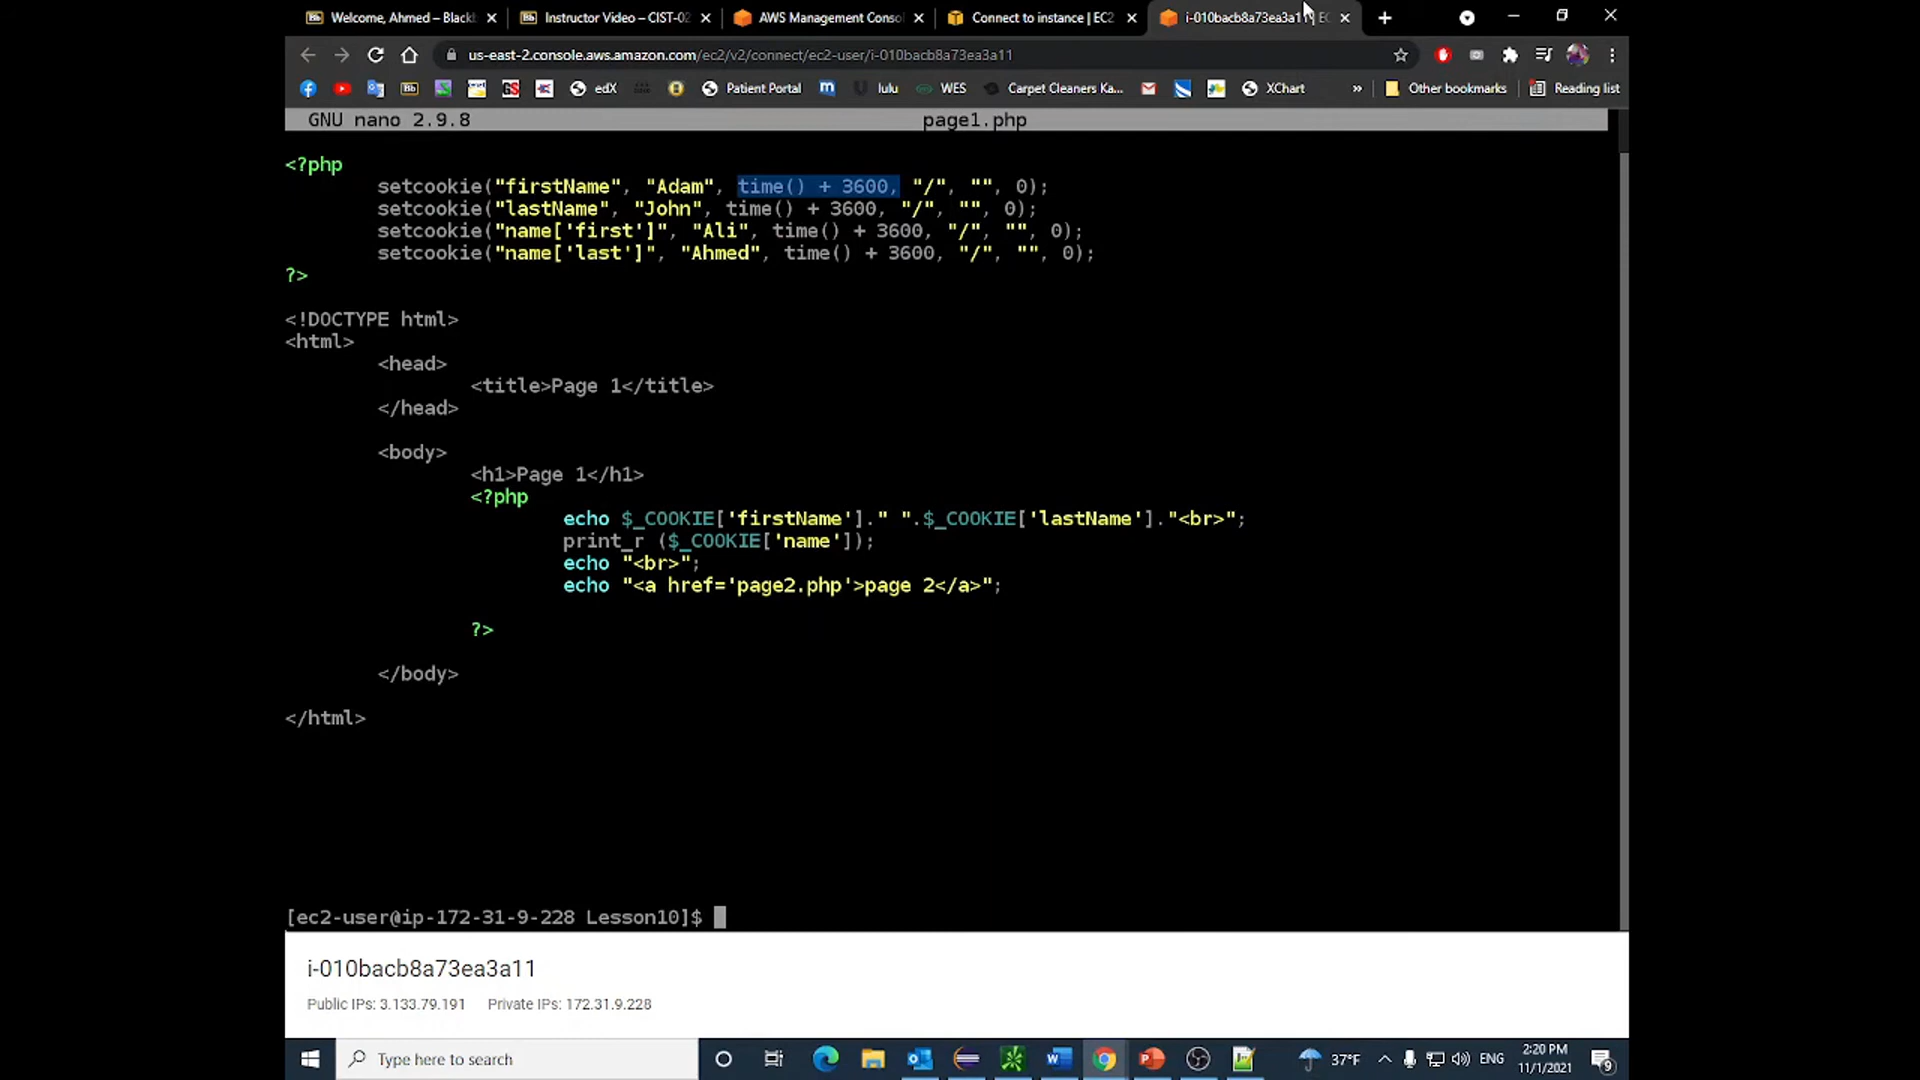 Welcome, Ahmed – Black
Instructor Video – CIST-02
AWS Management Conso
Connect to instance | EC2
i-010bacb8a73ea3a11 | EC
us-east-2.console.aws.amazon.com/ec2/v2/connect/ec2-user/i-010bacb8a73ea3a11
Bb
GS
edX
Patient Portal
lulu
WES
Carpet Cleaners Ka...
XChart
»
Other bookmarks
Reading list
GNU nano 2.9.8
page1.php
<?php
setcookie("firstName", "Adam", time() + 3600, "/", "", 0);
setcookie("lastName", "John", time() + 3600, "/", "", 0);
setcookie("name['first']", "Ali", time() + 3600, "/", "", 0);
setcookie("name['last']", "Ahmed", time() + 3600, "/", "", 0);
?>
<!DOCTYPE html>
<html>
<head>
<title>Page 1</title>
</head>
<body>
<h1>Page 1</h1>
<?php
echo $_COOKIE['firstName']." ".$_COOKIE['lastName']."<br>";
print_r ($_COOKIE['name']);
echo "<br>";
echo "<a href='page2.php'>page 2</a>";
?>
</body>
</html>
[ec2-user@ip-172-31-9-228 Lesson10]$
i-010bacb8a73ea3a11
Public IPs: 3.133.79.191 Private IPs: 172.31.9.228
Type here to search
37°F
ENG
2:20 PM
11/1/2021
9